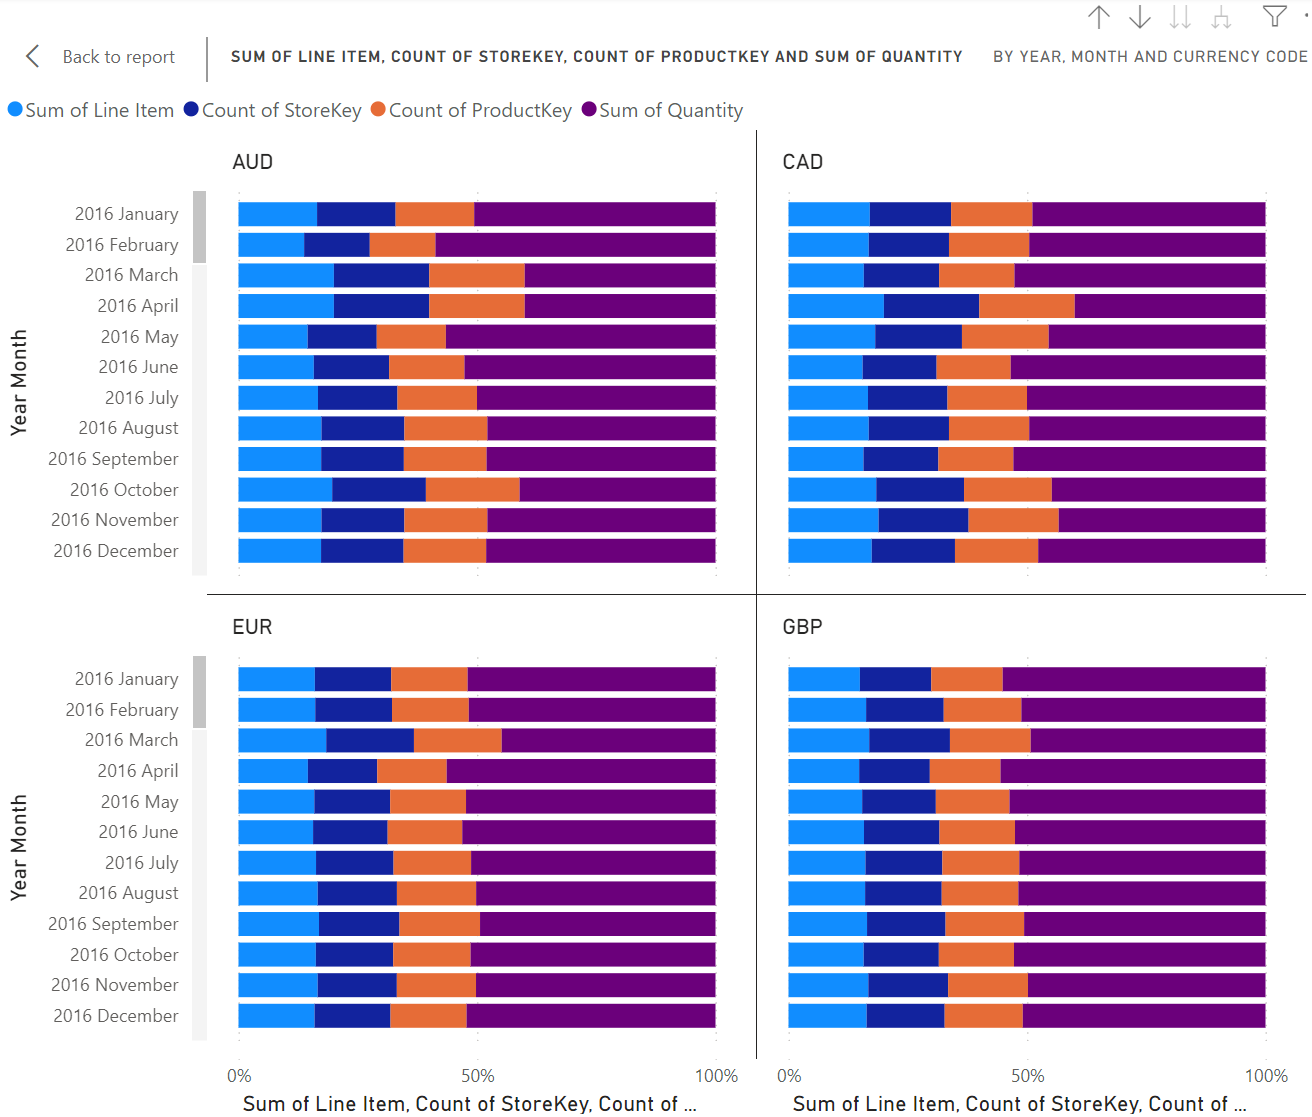 Back to report
SUM OF LINE ITEM, COUNT OF STOREKEY, COUNT OF PRODUCTKEY AND SUM OF QUANTITY BY YEAR, MONTH AND CURRENCY CODE
Sum of Line Item Count of StoreKey Count of ProductKey Sum of Quantity
AUD
CAD
Year Month
2016 January
2016 February
2016 March
2016 April
2016 May
2016 June
2016 July
2016 August
2016 September
2016 October
2016 November
2016 December
EUR
GBP
Year Month
2016 January
2016 February
2016 March
2016 April
2016 May
2016 June
2016 July
2016 August
2016 September
2016 October
2016 November
2016 December
0% 50% 100%
0% 50% 100%
Sum of Line Item, Count of StoreKey, Count of ...
Sum of Line Item, Count of StoreKey, Count of ...